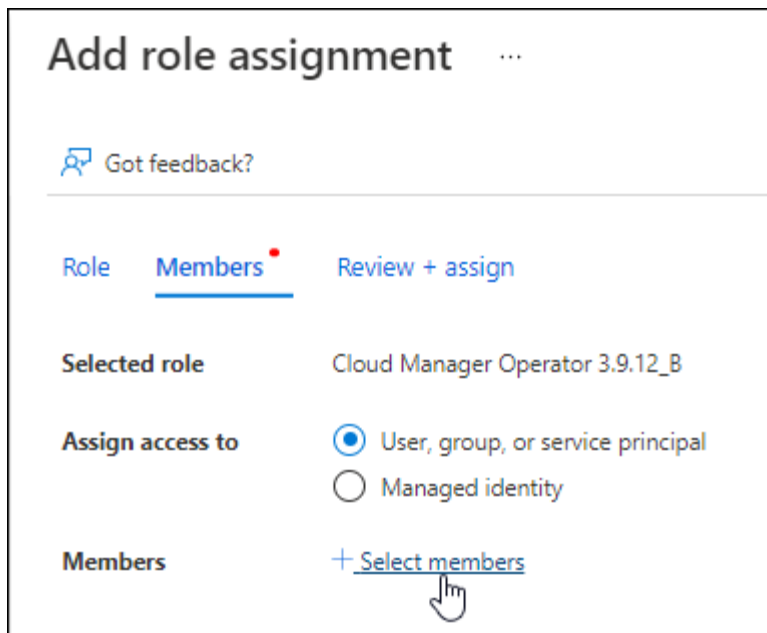 Add role assignment ...
Got feedback?
Role Members Review + assign
Selected role Cloud Manager Operator 3.9.12_B
Assign access to User, group, or service principal
Managed identity
Members + Select members